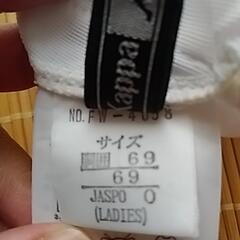 NO. FW-4058
サイズ
69
69
JASPO O
(LADIES)